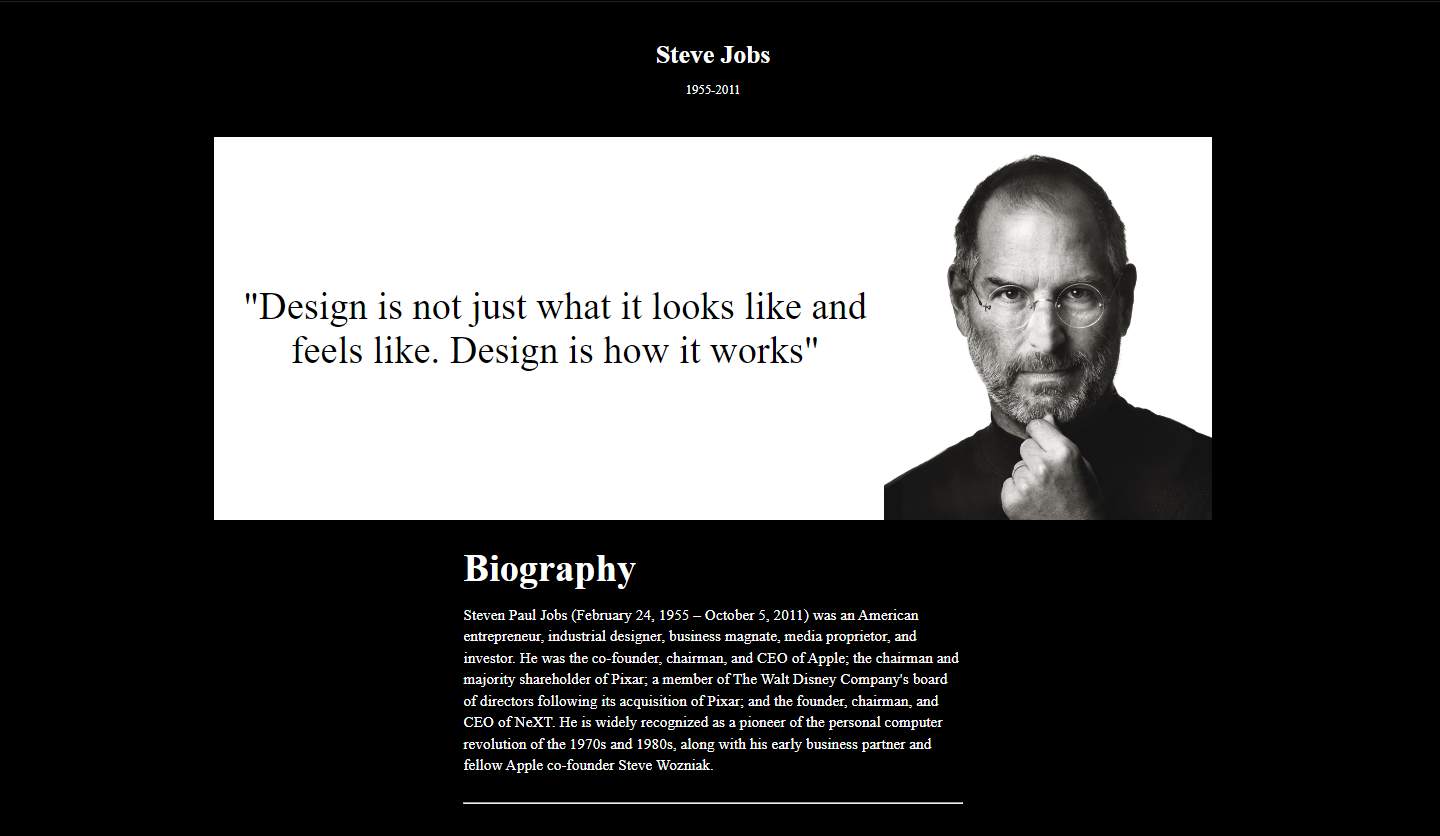 Steve Jobs
1955-2011
"Design is not just what it looks like and
feels like. Design is how it works"
Biography
Steven Paul Jobs (February 24, 1955 – October 5, 2011) was an American
entrepreneur, industrial designer, business magnate, media proprietor, and
investor. He was the co-founder, chairman, and CEO of Apple; the chairman and
majority shareholder of Pixar; a member of The Walt Disney Company's board
of directors following its acquisition of Pixar; and the founder, chairman, and
CEO of NeXT. He is widely recognized as a pioneer of the personal computer
revolution of the 1970s and 1980s, along with his early business partner and
fellow Apple co-founder Steve Wozniak.